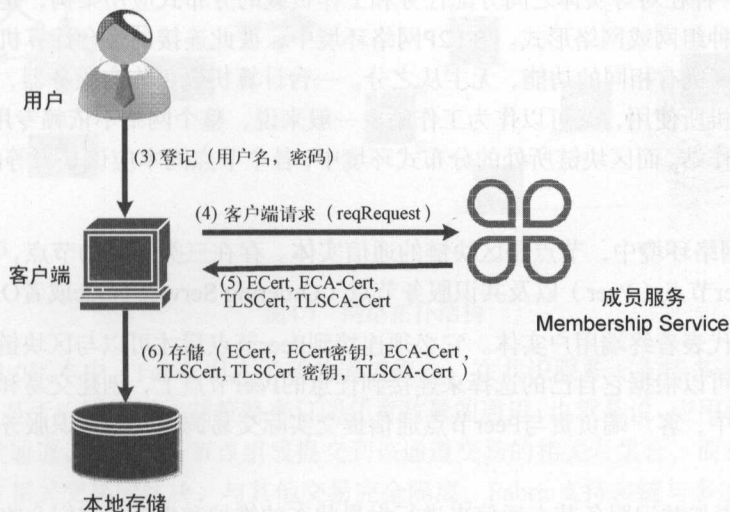 用户
(3) 登记（用户名，密码）
(4) 客户端请求（reqRequest）
客户端
(5) ECert, ECA-Cert,
TLSCert, TLSCA-Cert
成员服务
Membership Service
(6) 存储（ECert, ECert密钥, ECA-Cert,
TLSCert, TLSCert 密钥, TLSCA-Cert）
本地存储